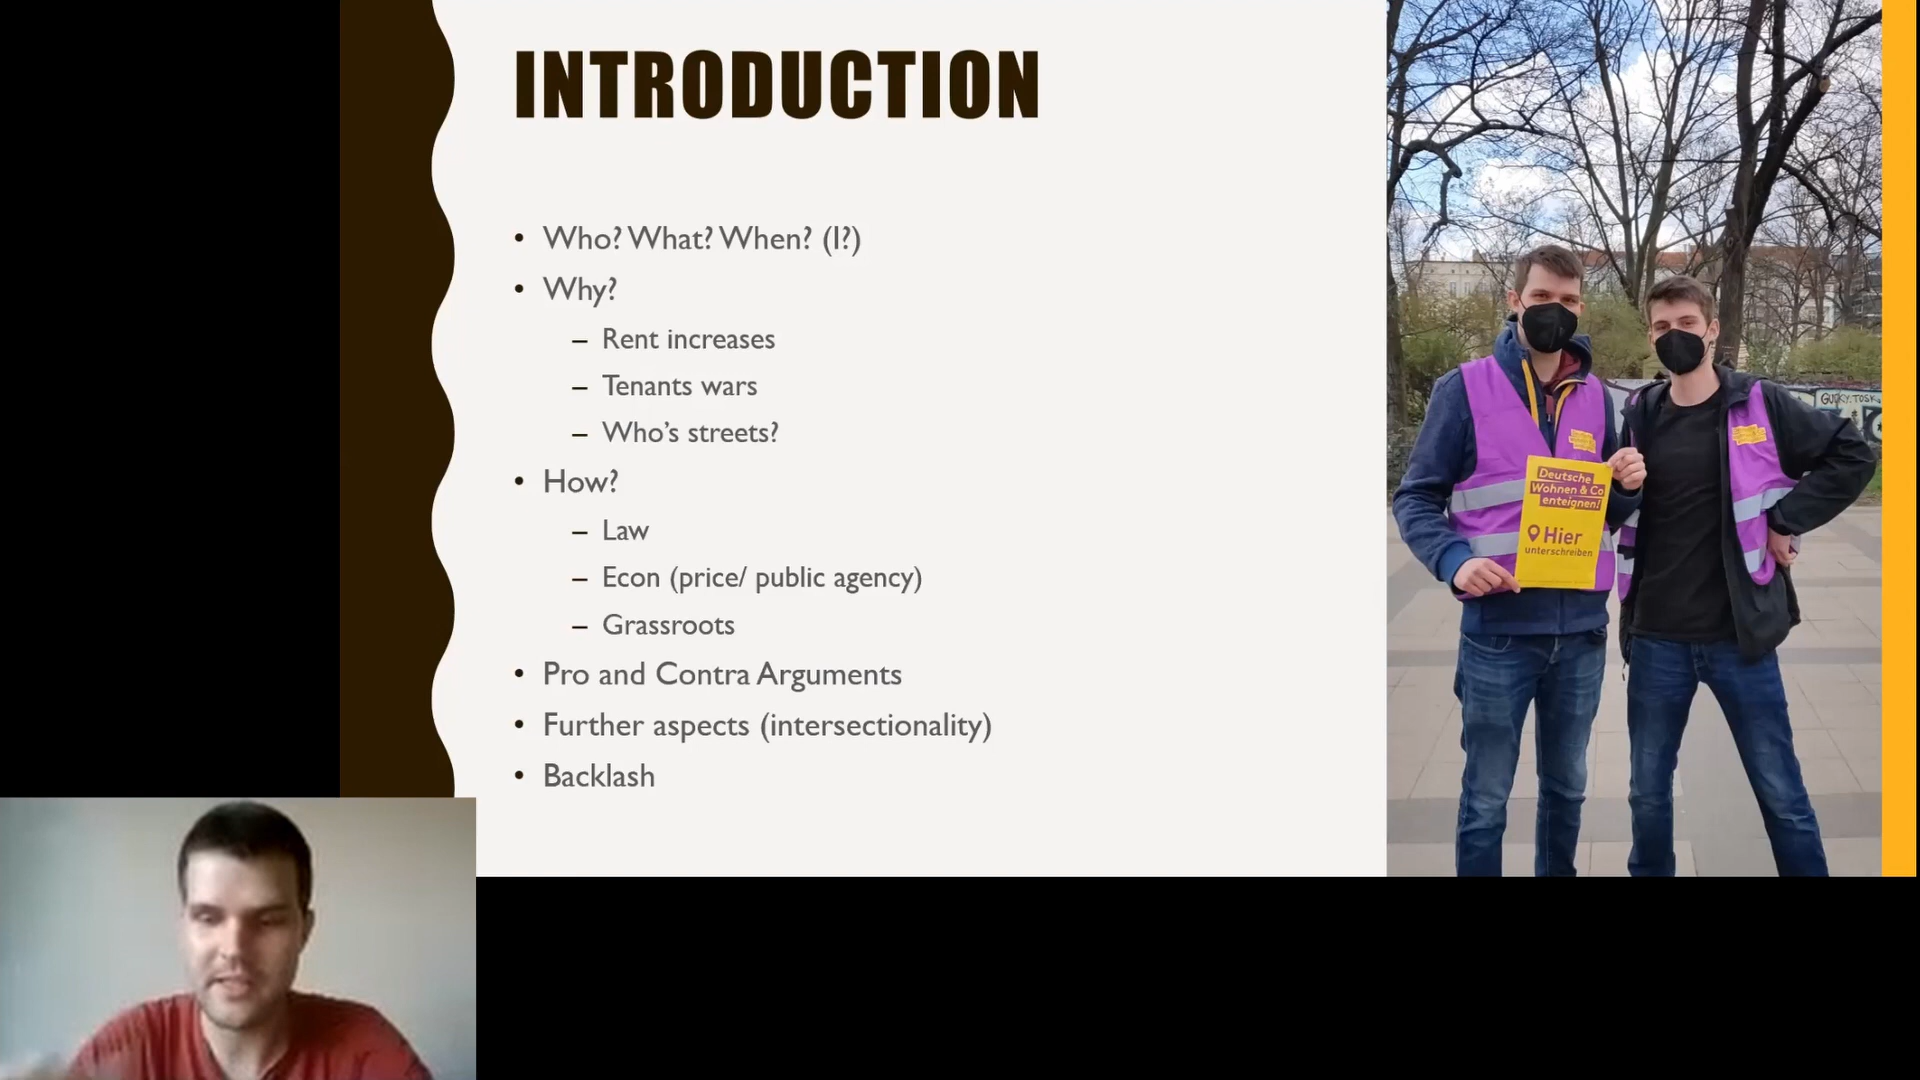 INTRODUCTION
• Who? What? When? (I?)
• Why?
– Rent increases
– Tenants wars
– Who's streets?
• How?
– Law
– Econ (price/ public agency)
– Grassroots
• Pro and Contra Arguments
• Further aspects (intersectionality)
• Backlash
Deutsche
Wohnen & Co
enteignen!
Hier
unterschreiben